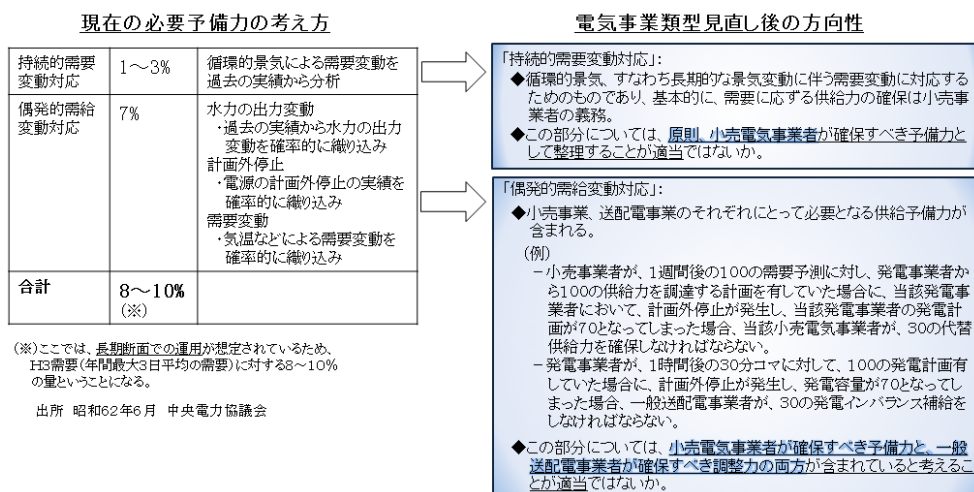 現在の必要予備力の考え方
持続的需要
変動対応
1～3%
循環的景気による需要変動を
過去の実績から分析
偶発的需給
変動対応
7%
水力の出力変動
・過去の実績から水力の出力
変動を確率的に織り込み
計画外停止
・電源の計画外停止の実績を
確率的に織り込み
需要変動
・気温などによる需要変動を
確率的に織り込み
合計
8～10%
(※)
(※)ここでは、長期断面での運用が想定されているため、
H3需要(年間最大3日平均の需要)に対する8～10%
の量ということになる。
出所 昭和62年6月 中央電力協議会
電気事業類型見直し後の方向性
「持続的需要変動対応」:
◆循環的景気、すなわち長期的な景気変動に伴う需要変動に対応する
ためのものであり、基本的に、需要に応ずる供給力の確保は小売事
業者の義務。
◆この部分については、原則、小売電気事業者が確保すべき予備力と
して整理することが適当ではないか。
「偶発的需給変動対応」:
◆小売事業、送配電事業のそれぞれにとって必要となる供給予備力が
含まれる。
(例)
－小売事業者が、1週間後の100の需要予測に対し、発電事業者か
ら100の供給力を調達する計画を有していた場合に、当該発電事
業者において、計画外停止が発生し、当該発電事業者の発電計
画が70となってしまった場合、当該小売電気事業者が、30の代替
供給力を確保しなければならない。
－発電事業者が、1時間後の30分コマに対して、100の発電計画有
していた場合に、計画外停止が発生し、発電容量が70となってし
まった場合、一般送配電事業者が、30の発電インバランス補給を
しなければならない。
◆この部分については、小売電気事業者が確保すべき予備力と、一般
送配電事業者が確保すべき調整力の両方が含まれていると考えるこ
とが適当ではないか。